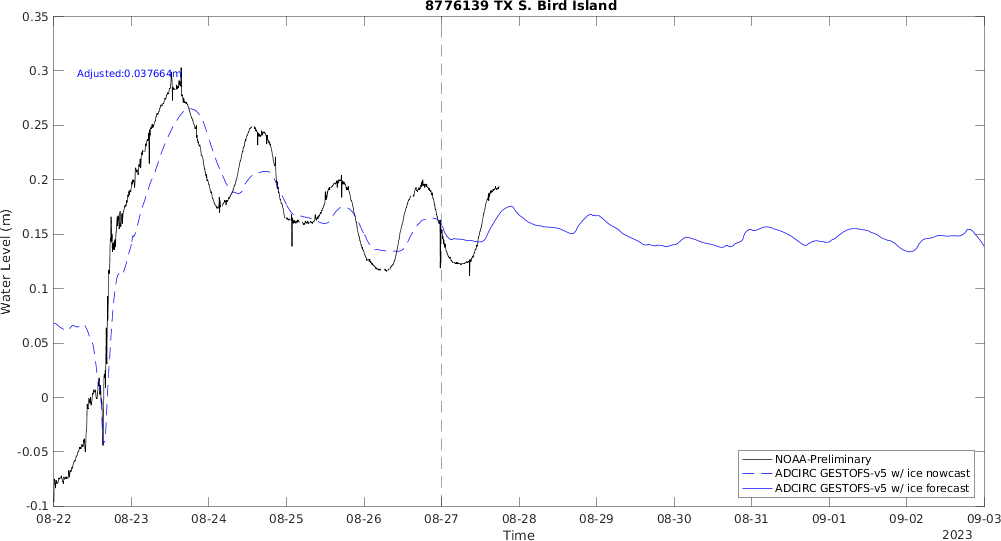 8776139 TX S. Bird Island
0.35
0.3
0.25
0.2
0.15
0.1
0.05
0
-0.05
-0.1
Water Level (m)
Adjusted:0.037664m
NOAA-Preliminary
ADCIRC GESTOFS-v5 w/ ice nowcast
ADCIRC GESTOFS-v5 w/ ice forecast
08-22 08-23 08-24 08-25 08-26 08-27 08-28 08-29 08-30 08-31 09-01 09-02 09-03
Time
2023